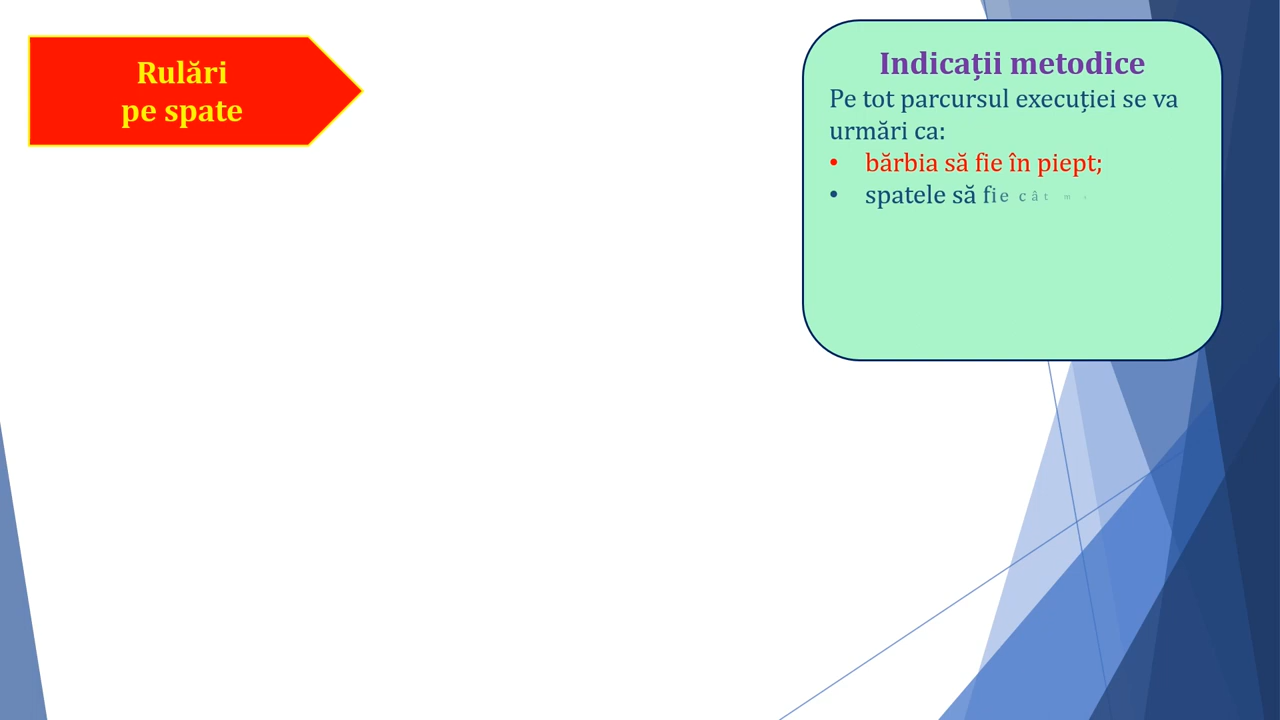 Rulări
pe spate
Indicații metodice
Pe tot parcursul execuției se va
urmări ca:
• bărbia să fie în piept;
• spatele să fie cât